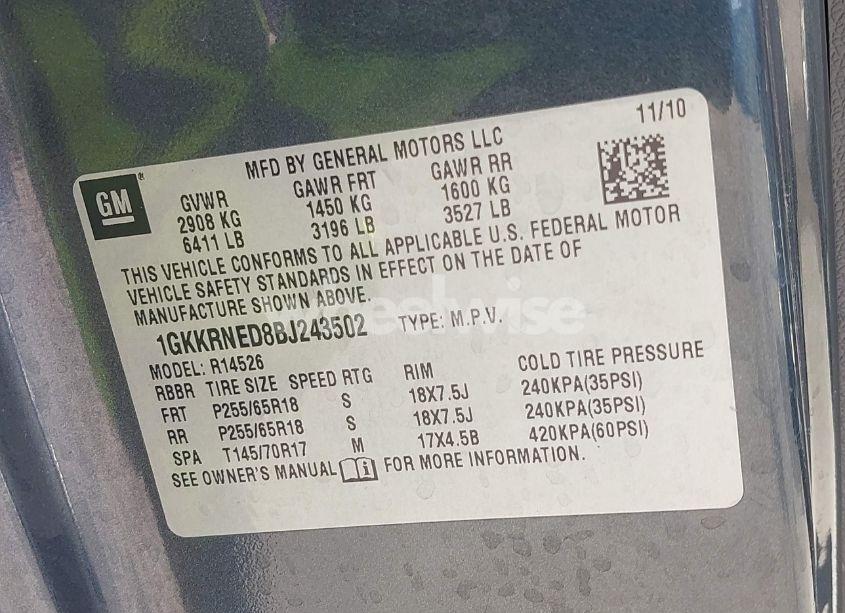 11/10
MFD BY GENERAL MOTORS LLC
GM ®
GVWR GAWR FRT GAWR RR
2908 KG 1450 KG 1600 KG
6411 LB 3196 LB 3527 LB
THIS VEHICLE CONFORMS TO ALL APPLICABLE U.S. FEDERAL MOTOR
VEHICLE SAFETY STANDARDS IN EFFECT ON THE DATE OF
MANUFACTURE SHOWN ABOVE.
1GKKRNED8BJ243502 TYPE: M.P.V.
MODEL: R14526
RBBR TIRE SIZE SPEED RTG RIM COLD TIRE PRESSURE
FRT P255/65R18 S 18X7.5J 240KPA(35PSI)
RR P255/65R18 S 18X7.5J 240KPA(35PSI)
SPA T145/70R17 M 17X4.5B 420KPA(60PSI)
SEE OWNER'S MANUAL i FOR MORE INFORMATION.